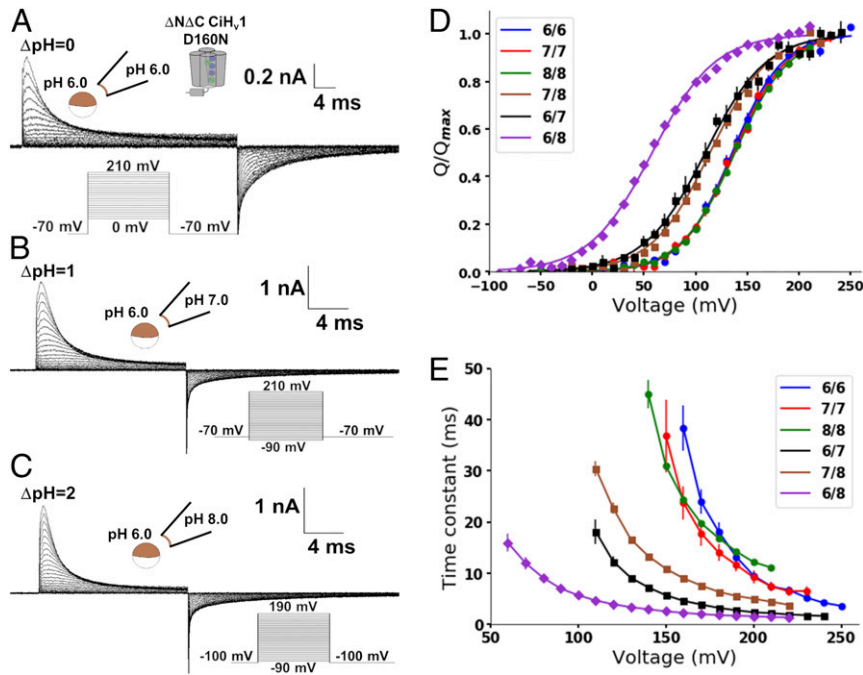 A
ΔNΔC CiHv1
D160N
ΔpH=0
pH 6.0
pH 6.0
0.2 nA
4 ms
210 mV
-70 mV
0 mV
-70 mV
B
ΔpH=1
pH 6.0
pH 7.0
1 nA
4 ms
210 mV
-70 mV
-90 mV
-70 mV
C
ΔpH=2
pH 6.0
pH 8.0
1 nA
4 ms
190 mV
-100 mV
-90 mV
-100 mV
D
6/6
7/7
8/8
7/8
6/7
6/8
Q/Qmax
1.0
0.8
0.6
0.4
0.2
0.0
-100 -50 0 50 100 150 200 250
Voltage (mV)
E
6/6
7/7
8/8
6/7
7/8
6/8
Time constant (ms)
50
40
30
20
10
0
50 100 150 200 250
Voltage (mV)